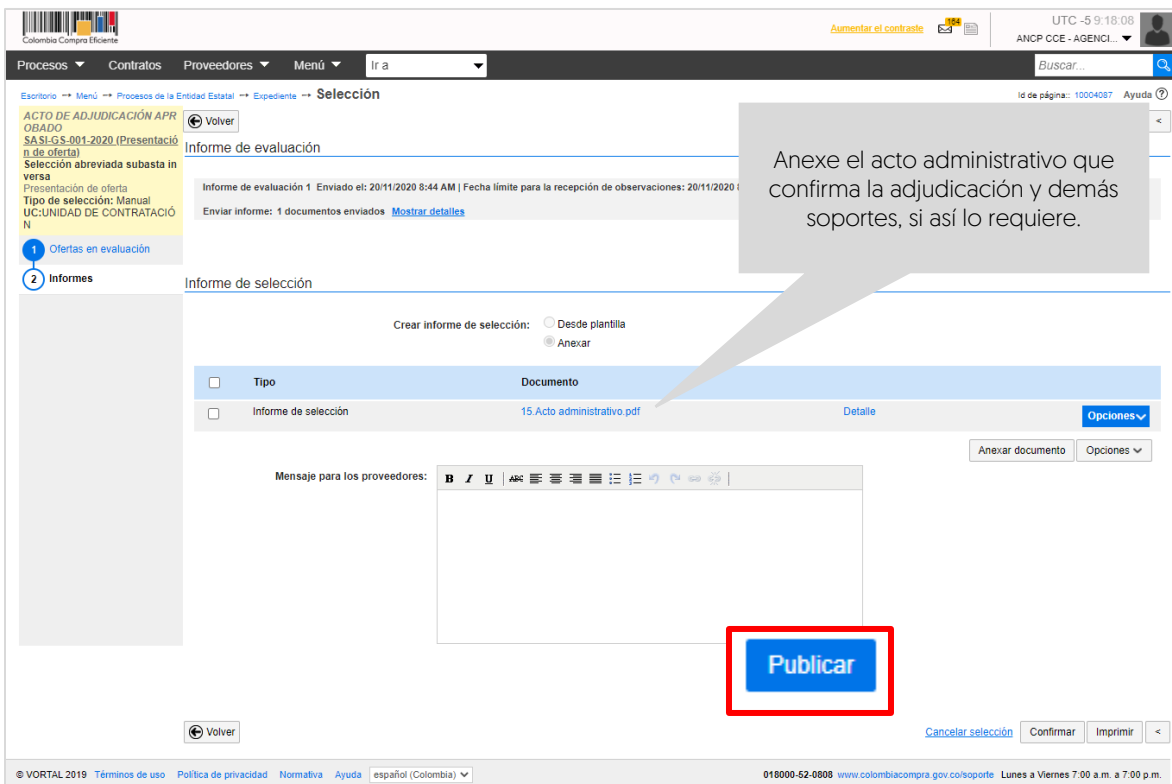 Colombia Compra Eficiente
Aumentar el contraste
164
UTC -5 9:18:08
ANCP CCE - AGENCI...
Procesos Contratos Proveedores Menú Ir a Buscar...
Escritorio → Menú → Procesos de la Entidad Estatal → Expediente → Selección
Id de página:: 10004087 Ayuda ?
ACTO DE ADJUDICACIÓN APR
OBADO
SASI-GS-001-2020 (Presentació
n de oferta)
Selección abreviada subasta in
versa
Presentación de oferta
Tipo de selección: Manual
UC:UNIDAD DE CONTRATACIÓ
N
1 Ofertas en evaluación
2 Informes
Volver
<
Informe de evaluación
Informe de evaluación 1 Enviado el: 20/11/2020 8:44 AM | Fecha límite para la recepción de observaciones: 20/11/2020
Enviar informe: 1 documentos enviados Mostrar detalles
Anexe el acto administrativo que
confirma la adjudicación y demás
soportes, si así lo requiere.
Informe de selección
Crear informe de selección: Desde plantilla
Anexar
Tipo Documento
Informe de selección 15.Acto administrativo.pdf Detalle Opciones
Anexar documento Opciones
Mensaje para los proveedores: B I U ABC
Publicar
Volver
Cancelar selección Confirmar Imprimir <
© VORTAL 2019 Términos de uso Política de privacidad Normativa Ayuda español (Colombia)
018000-52-0808 www.colombiacompra.gov.co/soporte Lunes a Viernes 7:00 a.m. a 7:00 p.m.